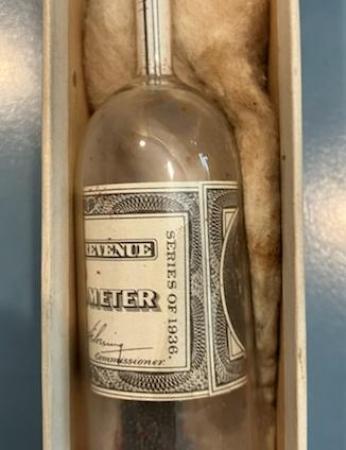 REVENUE
METER
Commissioner
SERIES OF 1936.